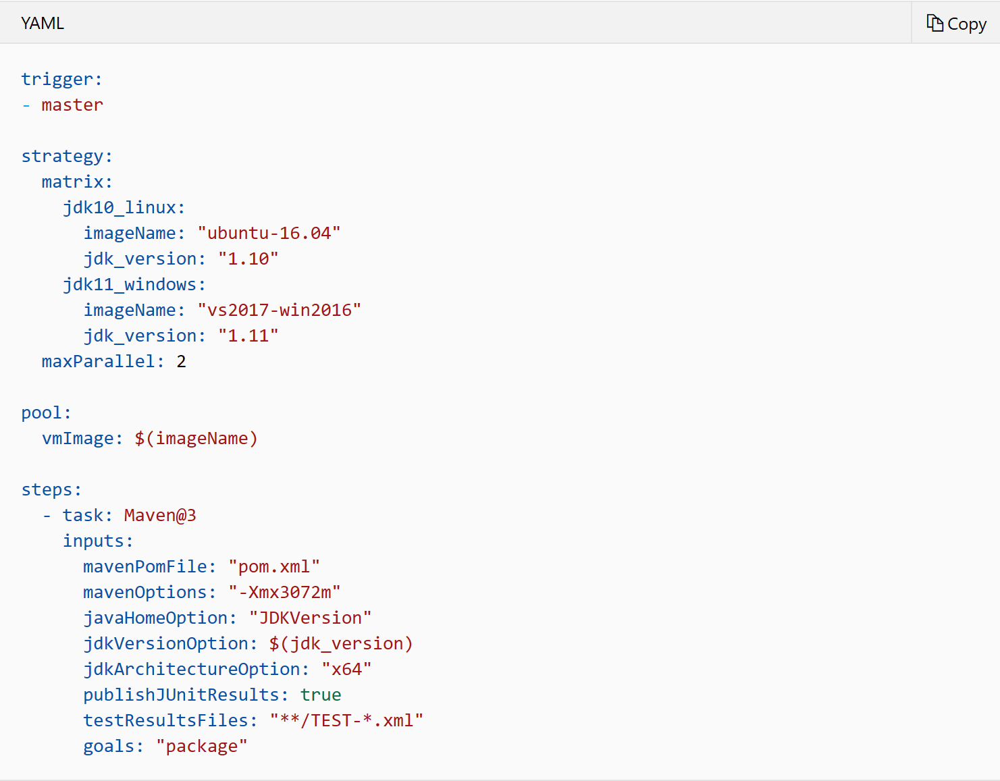 YAML
Copy
trigger:
- master
strategy:
  matrix:
    jdk10_linux:
      imageName: "ubuntu-16.04"
      jdk_version: "1.10"
    jdk11_windows:
      imageName: "vs2017-win2016"
      jdk_version: "1.11"
  maxParallel: 2
pool:
  vmImage: $(imageName)
steps:
  - task: Maven@3
    inputs:
      mavenPomFile: "pom.xml"
      mavenOptions: "-Xmx3072m"
      javaHomeOption: "JDKVersion"
      jdkVersionOption: $(jdk_version)
      jdkArchitectureOption: "x64"
      publishJUnitResults: true
      testResultsFiles: "**/TEST-*.xml"
      goals: "package"